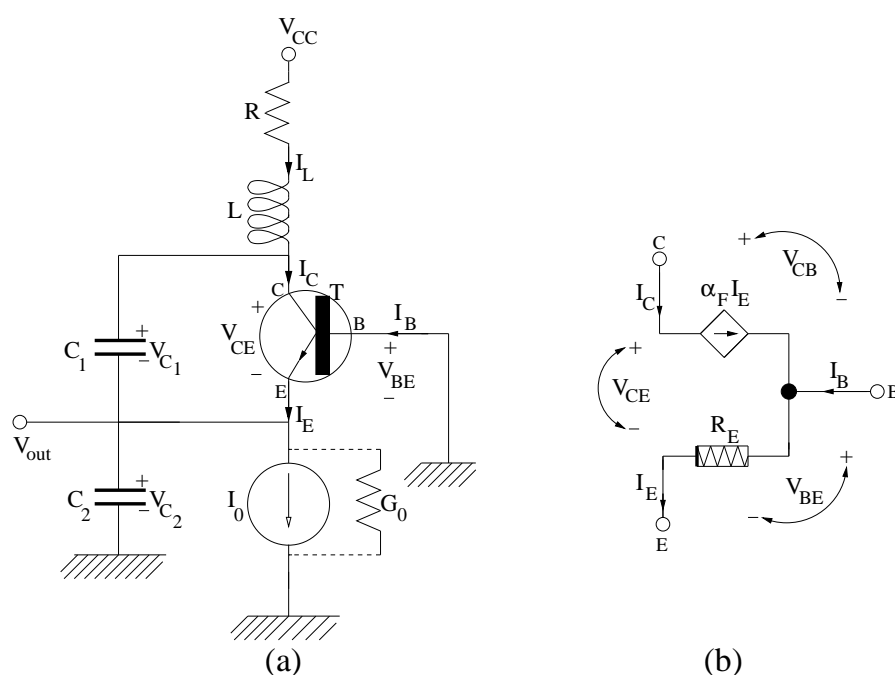 V_CC
R
I_L
L
I_C
C
T
+
V_CE
−
I_B
B
+
V_BE
−
E
C_1
+
V_C1
−
I_E
V_out
C_2
+
V_C2
−
I_0
G_0
(a)
C
+
V_CB
−
I_C
α_F I_E
+
V_CE
−
I_B
B
R_E
I_E
+
V_BE
−
E
(b)